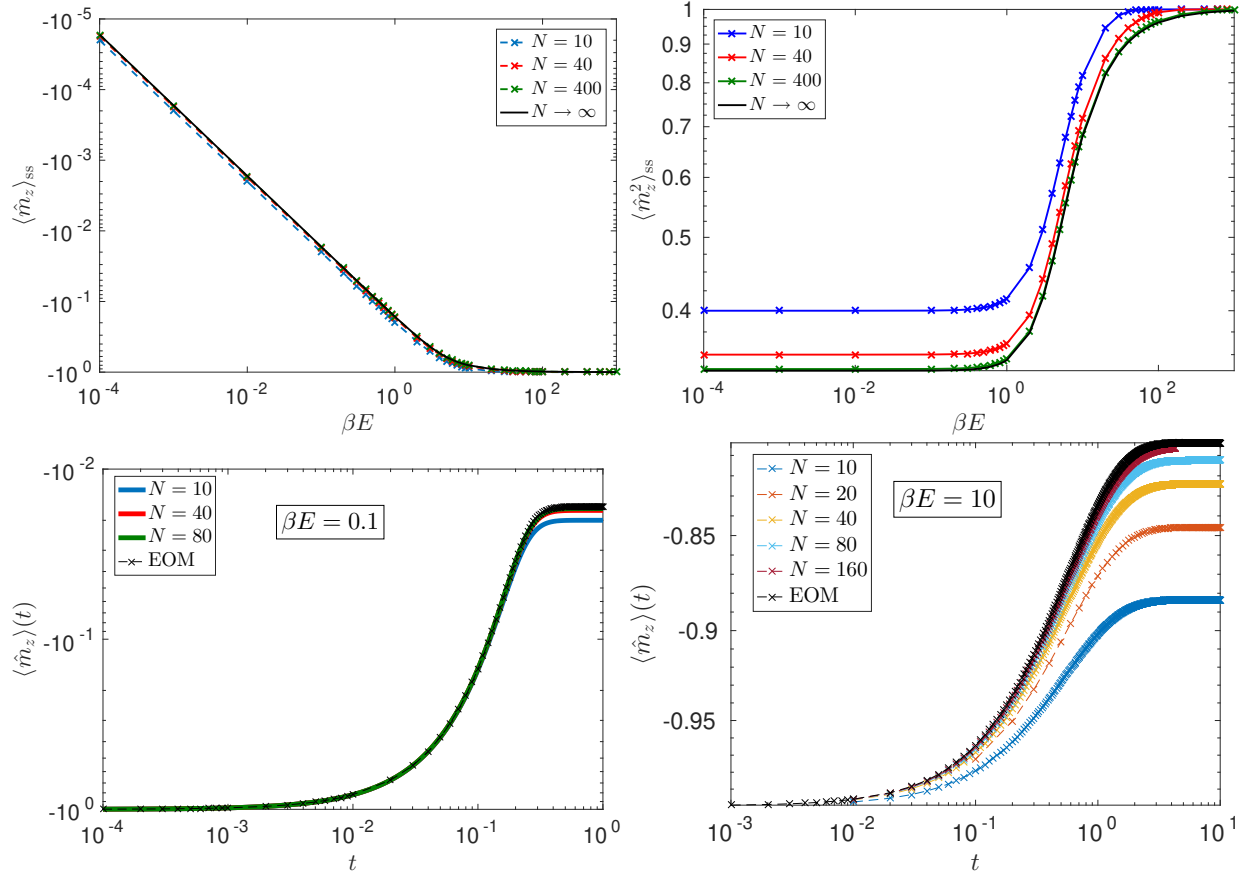 -10^-5
-10^-4
-10^-3
-10^-2
-10^-1
-10^0
⟨m̂_z⟩_ss
N = 10
N = 40
N = 400
N → ∞
10^-4
10^-2
10^0
10^2
βE
1
0.9
0.8
0.7
0.6
0.5
0.4
⟨m̂_z^2⟩_ss
N = 10
N = 40
N = 400
N → ∞
10^-4
10^-2
10^0
10^2
βE
-10^-2
-10^-1
-10^0
⟨m̂_z⟩(t)
N = 10
N = 40
N = 80
EOM
βE = 0.1
10^-4
10^-3
10^-2
10^-1
10^0
t
-0.85
-0.9
-0.95
⟨m̂_z⟩(t)
N = 10
N = 20
N = 40
N = 80
N = 160
EOM
βE = 10
10^-3
10^-2
10^-1
10^0
10^1
t